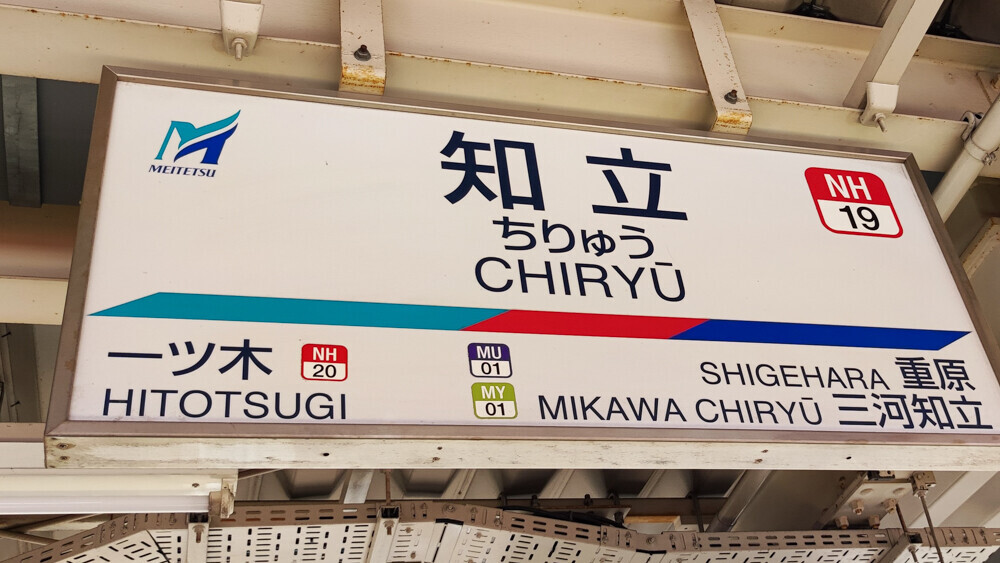 MEITETSU
知立
ちりゅう
CHIRYŪ
NH
19
一ツ木
HITOTSUGI
NH
20
MU
01
MY
01
SHIGEHARA 重原
MIKAWA CHIRYŪ 三河知立